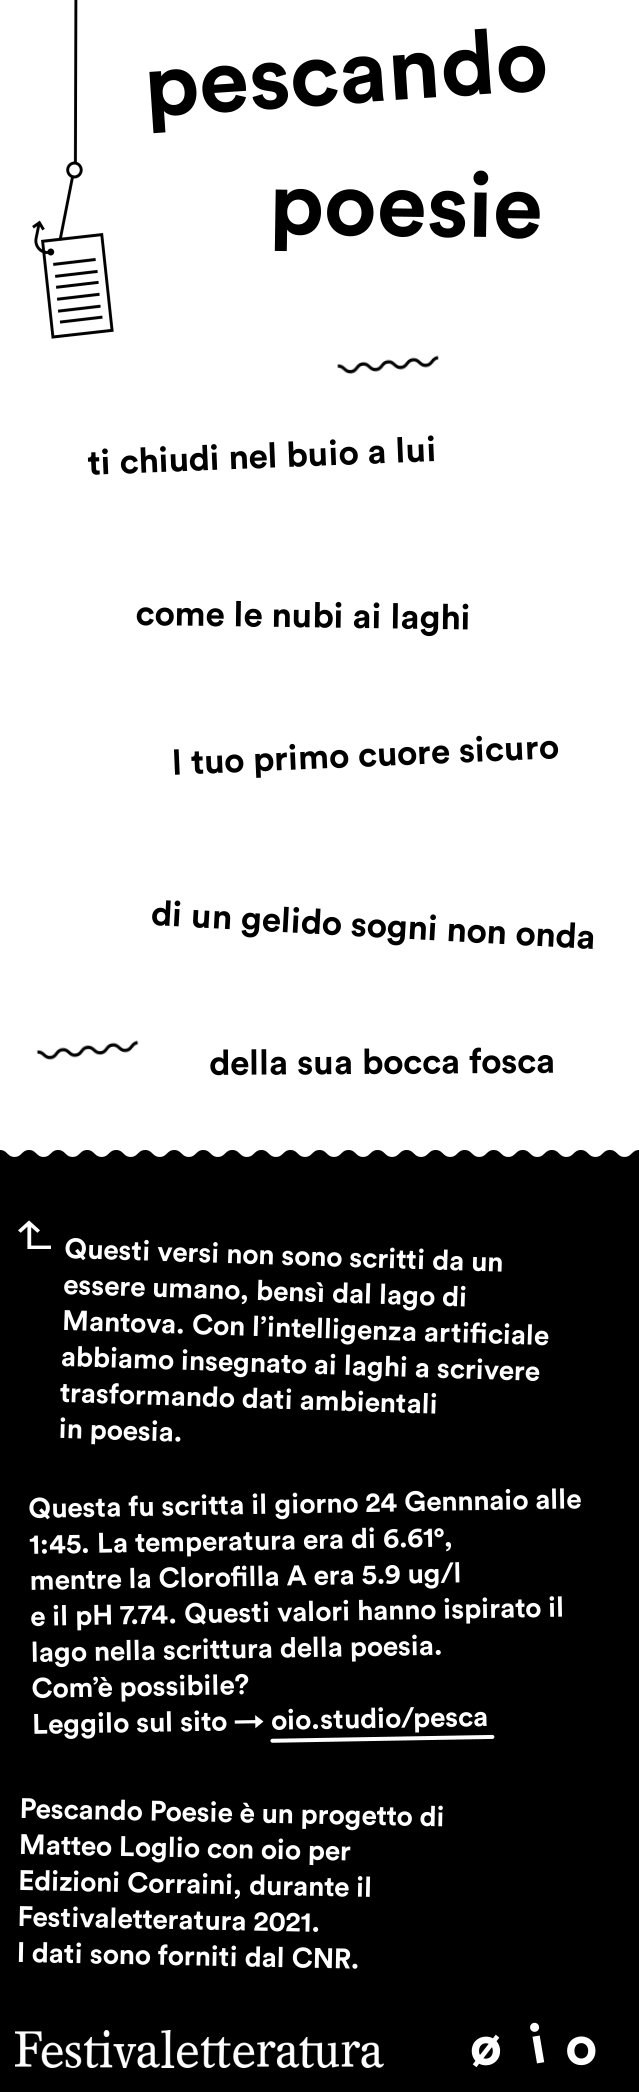 pescando
poesie
ti chiudi nel buio a lui
come le nubi ai laghi
l tuo primo cuore sicuro
di un gelido sogni non onda
della sua bocca fosca
Questi versi non sono scritti da un
essere umano, bensì dal lago di
Mantova. Con l’intelligenza artificiale
abbiamo insegnato ai laghi a scrivere
trasformando dati ambientali
in poesia.
Questa fu scritta il giorno 24 Gennnaio alle
1:45. La temperatura era di 6.61°,
mentre la Clorofilla A era 5.9 ug/l
e il pH 7.74. Questi valori hanno ispirato il
lago nella scrittura della poesia.
Com’è possibile?
Leggilo sul sito → oio.studio/pesca
Pescando Poesie è un progetto di
Matteo Loglio con oio per
Edizioni Corraini, durante il
Festivaletteratura 2021.
I dati sono forniti dal CNR.
Festivaletteratura øio